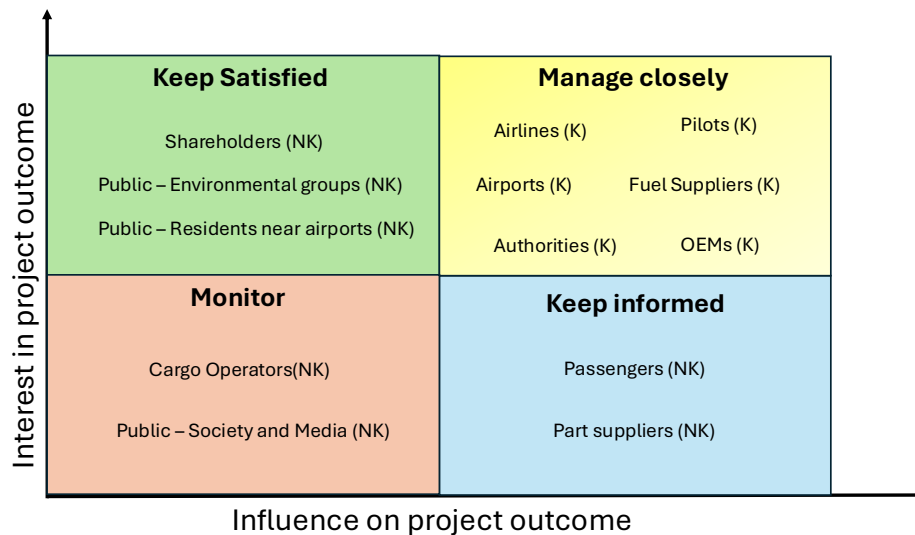 Interest in project outcome
Keep Satisfied
Shareholders (NK)
Public – Environmental groups (NK)
Public – Residents near airports (NK)
Manage closely
Airlines (K)
Pilots (K)
Airports (K)
Fuel Suppliers (K)
Authorities (K)
OEMs (K)
Monitor
Cargo Operators(NK)
Public – Society and Media (NK)
Keep informed
Passengers (NK)
Part suppliers (NK)
Influence on project outcome